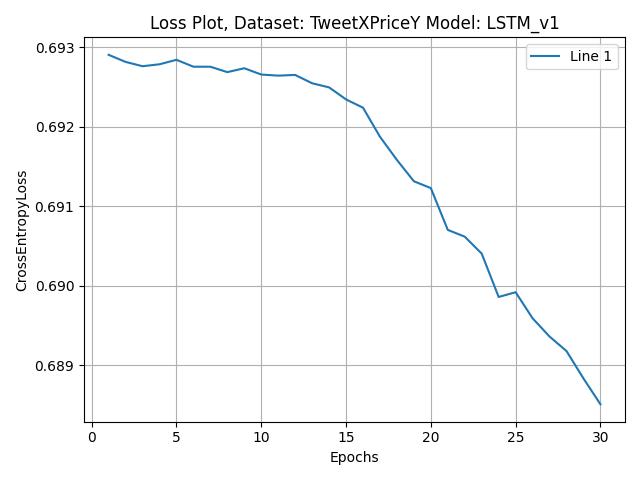 Loss Plot, Dataset: TweetXPriceY Model: LSTM_v1
Line 1
CrossEntropyLoss
0.693
0.692
0.691
0.690
0.689
0 5 10 15 20 25 30
Epochs